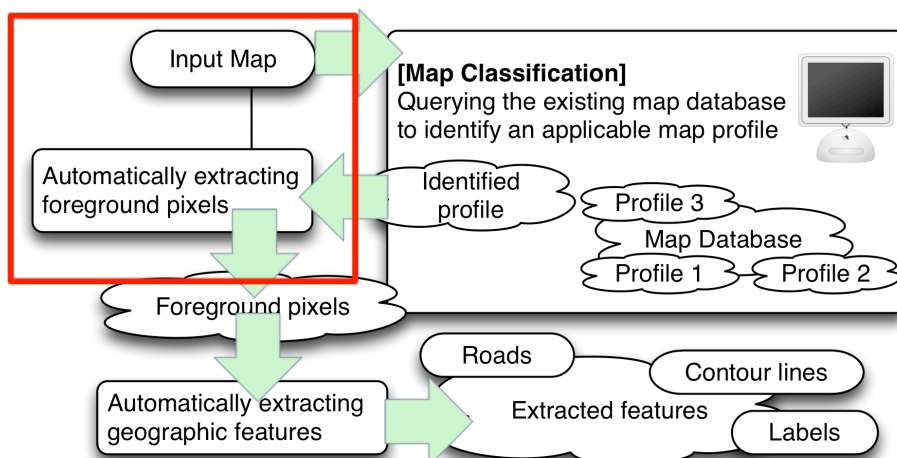 Input Map
[Map Classification]
Querying the existing map database
to identify an applicable map profile
Automatically extracting
foreground pixels
Identified
profile
Profile 3
Map Database
Profile 1
Profile 2
Foreground pixels
Roads
Contour lines
Automatically extracting
geographic features
Extracted features
Labels